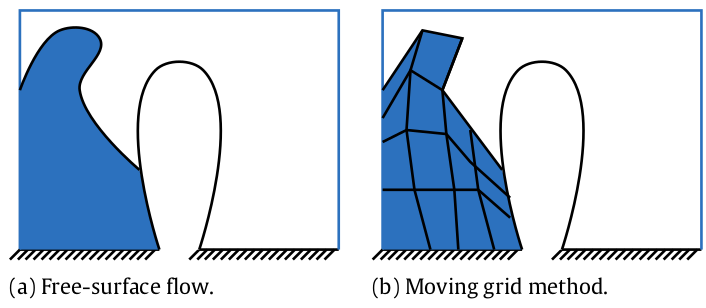 (a) Free-surface flow.
(b) Moving grid method.